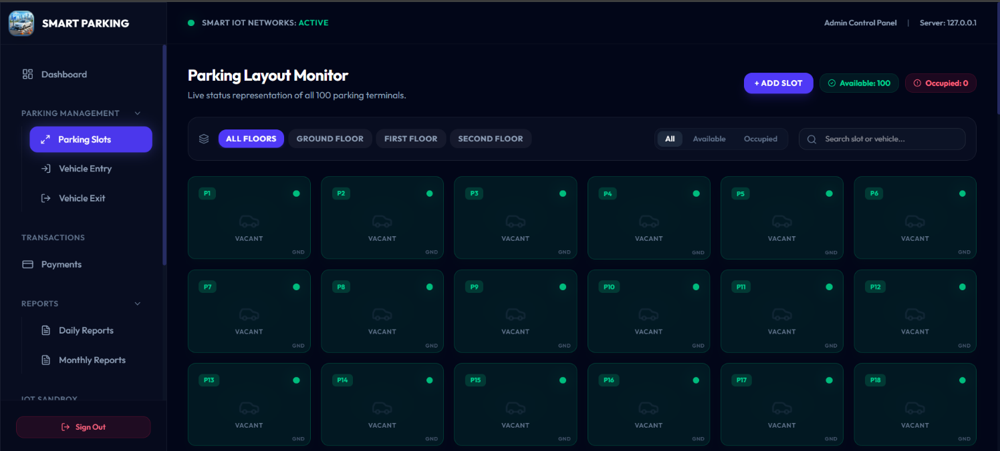 SMART PARKING
SMART IOT NETWORKS: ACTIVE
Admin Control Panel | Server: 127.0.0.1
Dashboard
PARKING MANAGEMENT
Parking Slots
Vehicle Entry
Vehicle Exit
TRANSACTIONS
Payments
REPORTS
Daily Reports
Monthly Reports
IOT SANDBOX
Sign Out
Parking Layout Monitor
Live status representation of all 100 parking terminals.
+ ADD SLOT
Available: 100
Occupied: 0
ALL FLOORS GROUND FLOOR FIRST FLOOR SECOND FLOOR
All Available Occupied
Search slot or vehicle...
P1 P2 P3 P4 P5 P6
VACANT VACANT VACANT VACANT VACANT VACANT
GND GND GND GND GND GND
P7 P8 P9 P10 P11 P12
VACANT VACANT VACANT VACANT VACANT VACANT
GND GND GND GND GND GND
P13 P14 P15 P16 P17 P18
VACANT VACANT VACANT VACANT VACANT VACANT
GND GND GND GND GND GND